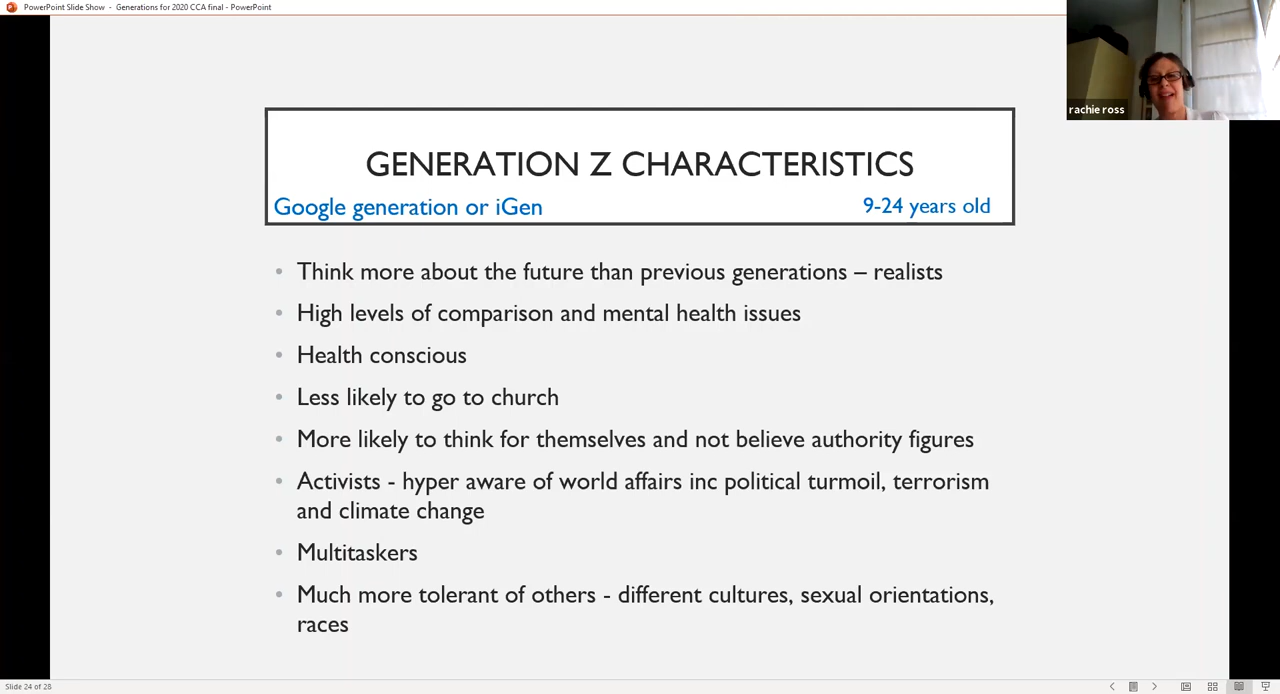 PowerPoint Slide Show - Generations for 2020 CCA final - PowerPoint
rachie ross
GENERATION Z CHARACTERISTICS
Google generation or iGen
9-24 years old
• Think more about the future than previous generations – realists
• High levels of comparison and mental health issues
• Health conscious
• Less likely to go to church
• More likely to think for themselves and not believe authority figures
• Activists - hyper aware of world affairs inc political turmoil, terrorism
and climate change
• Multitaskers
• Much more tolerant of others - different cultures, sexual orientations,
races
Slide 24 of 28